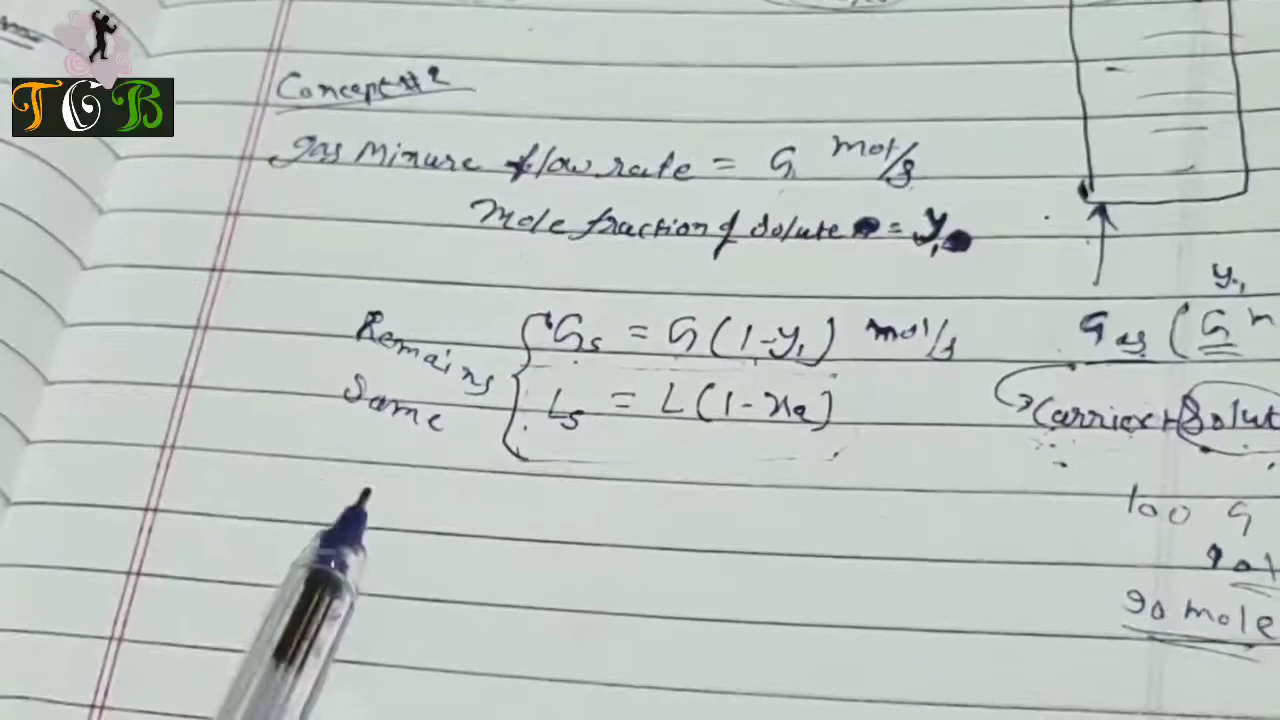 TGB
Concept # 2
gas Mixure flow rate = G mol/s
Mole fraction of solute = y1
Remains Same
Gs = G(1-y1) mol/s
Ls = L(1-x2)
y1
Gas (G
Carrier + Solut
100 G
90 mole